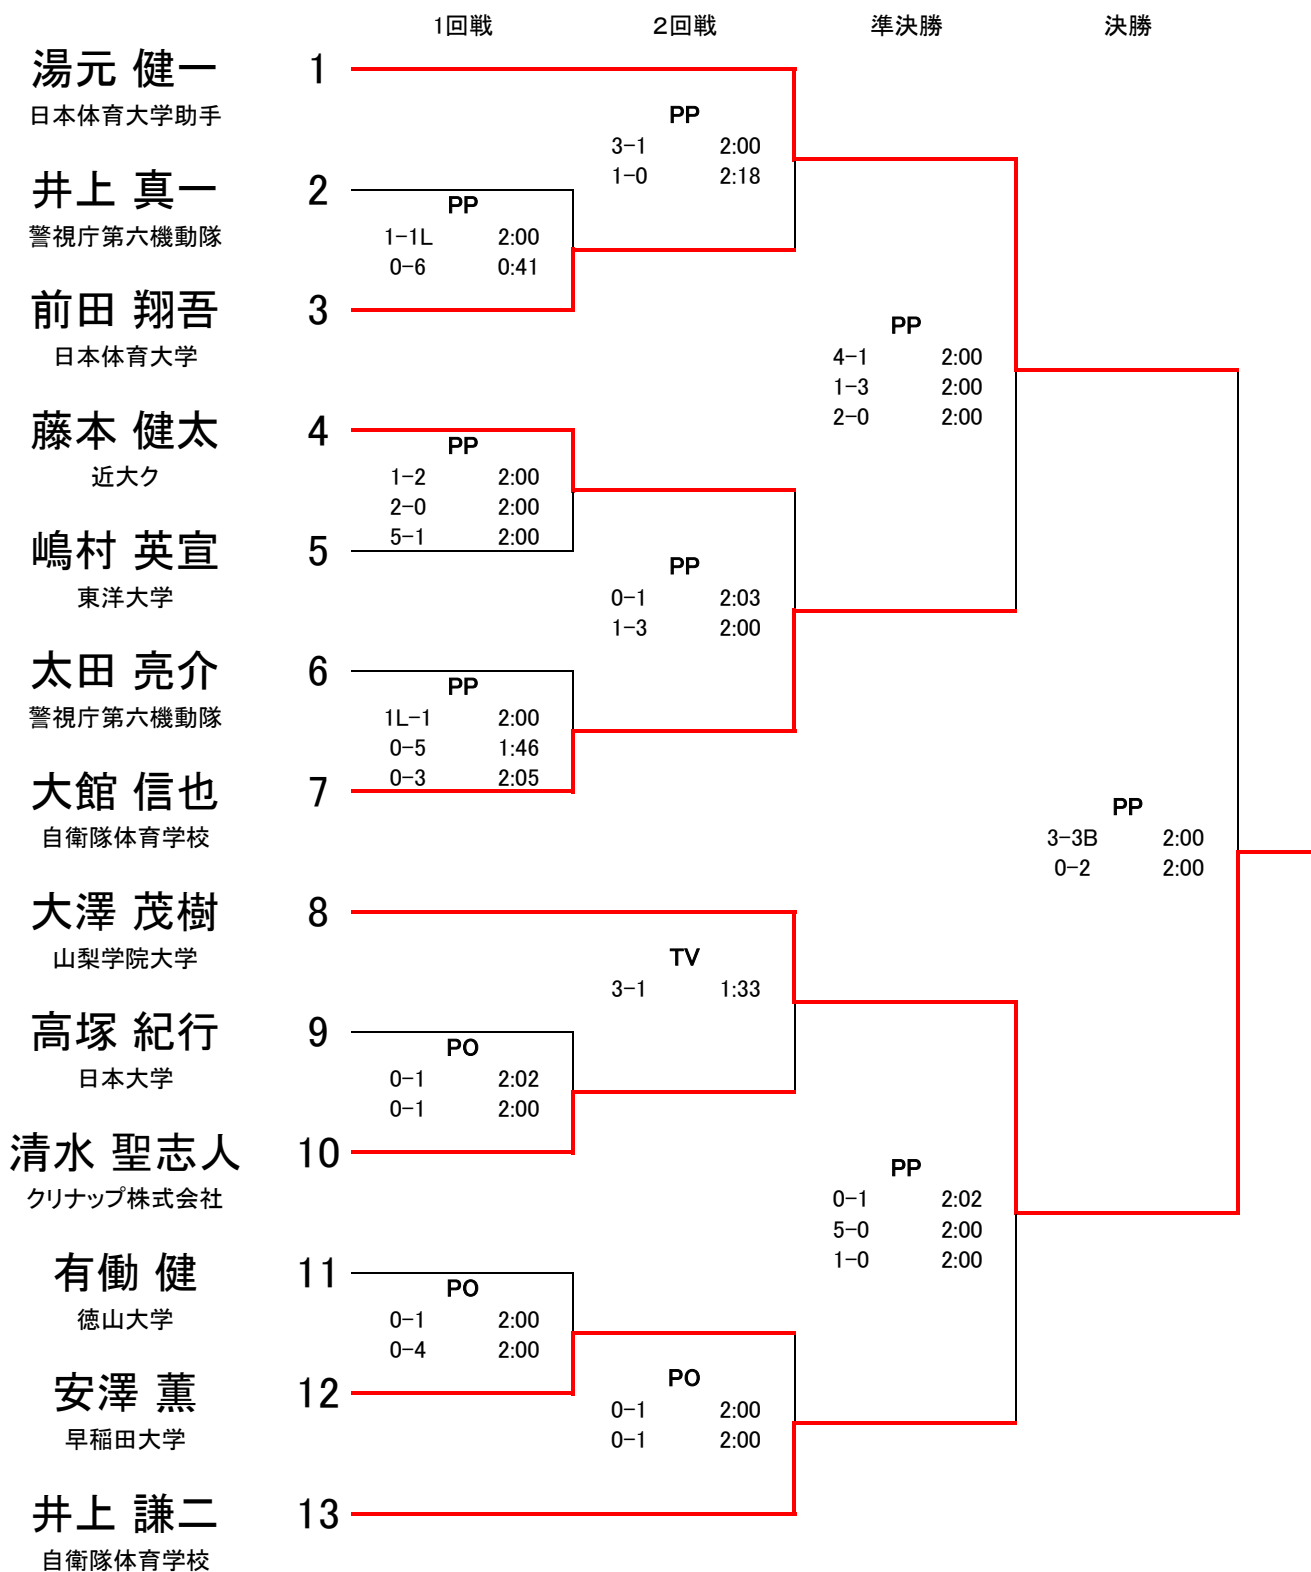 1回戦 2回戦 準決勝 決勝
湯元 健一 1
日本体育大学助手
PP
3-1 2:00
1-0 2:18
井上 真一 2
警視庁第六機動隊
PP
1-1L 2:00
0-6 0:41
前田 翔吾 3
日本体育大学
PP
4-1 2:00
1-3 2:00
2-0 2:00
藤本 健太 4
近大ク
PP
1-2 2:00
2-0 2:00
5-1 2:00
嶋村 英宣 5
東洋大学
PP
0-1 2:03
1-3 2:00
太田 亮介 6
警視庁第六機動隊
PP
1L-1 2:00
0-5 1:46
0-3 2:05
大館 信也 7
自衛隊体育学校
PP
3-3B 2:00
0-2 2:00
大澤 茂樹 8
山梨学院大学
TV
3-1 1:33
高塚 紀行 9
日本大学
PO
0-1 2:02
0-1 2:00
清水 聖志人 10
クリナップ株式会社
PP
0-1 2:02
5-0 2:00
1-0 2:00
有働 健 11
徳山大学
PO
0-1 2:00
0-4 2:00
安澤 薫 12
早稲田大学
PO
0-1 2:00
0-1 2:00
井上 謙二 13
自衛隊体育学校